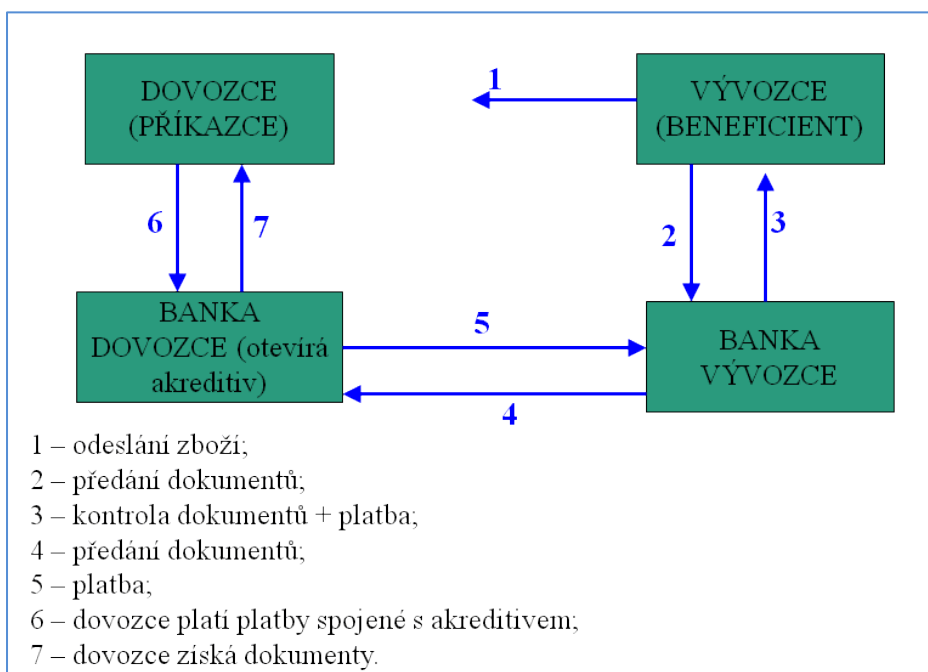 DOVOZCE
(PŘÍKAZCE)
1
VÝVOZCE
(BENEFICIENT)
6
7
2
3
BANKA
DOVOZCE (otevírá
akreditiv)
5
4
BANKA
VÝVOZCE
1 – odeslání zboží;
2 – předání dokumentů;
3 – kontrola dokumentů + platba;
4 – předání dokumentů;
5 – platba;
6 – dovozce platí platby spojené s akreditivem;
7 – dovozce získá dokumenty.